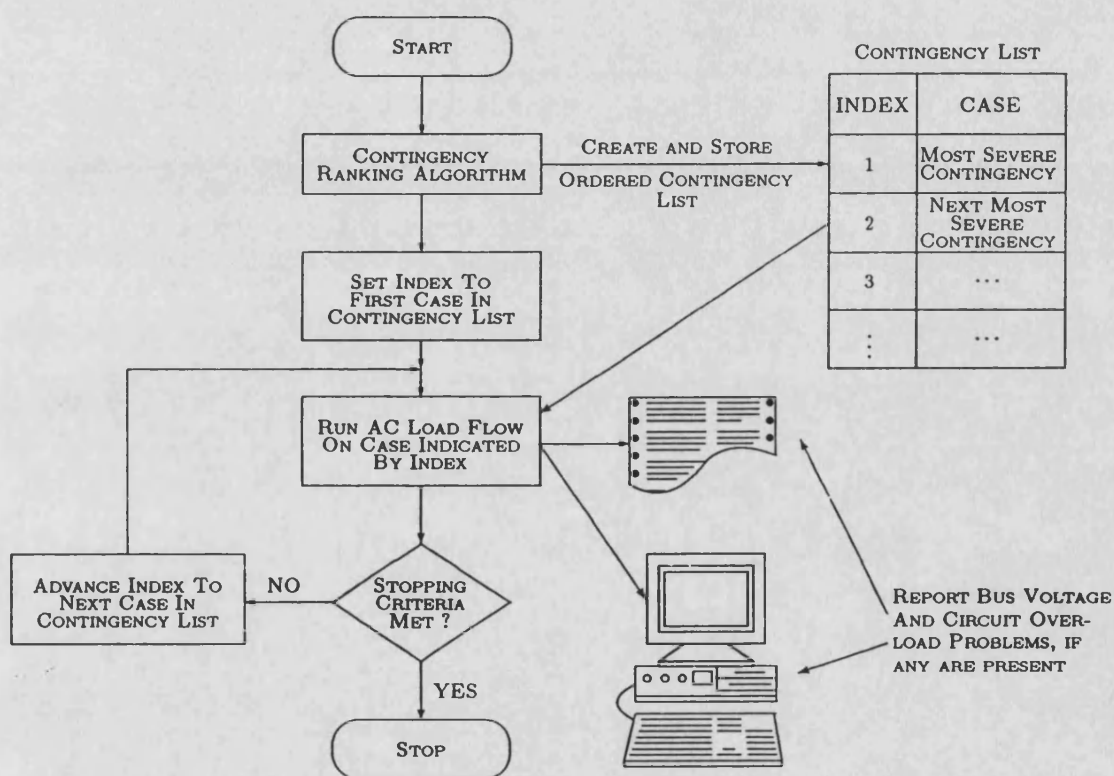 START
CONTINGENCY LIST
INDEX CASE
CONTINGENCY
RANKING ALGORITHM
CREATE AND STORE
ORDERED CONTINGENCY
LIST
1 MOST SEVERE
CONTINGENCY
2 NEXT MOST
SEVERE
CONTINGENCY
3 ...
⋮ ...
SET INDEX TO
FIRST CASE IN
CONTINGENCY LIST
RUN AC LOAD FLOW
ON CASE INDICATED
BY INDEX
ADVANCE INDEX TO
NEXT CASE IN
CONTINGENCY LIST
NO
STOPPING
CRITERIA
MET ?
REPORT BUS VOLTAGE
AND CIRCUIT OVER-
LOAD PROBLEMS, IF
ANY ARE PRESENT
YES
STOP